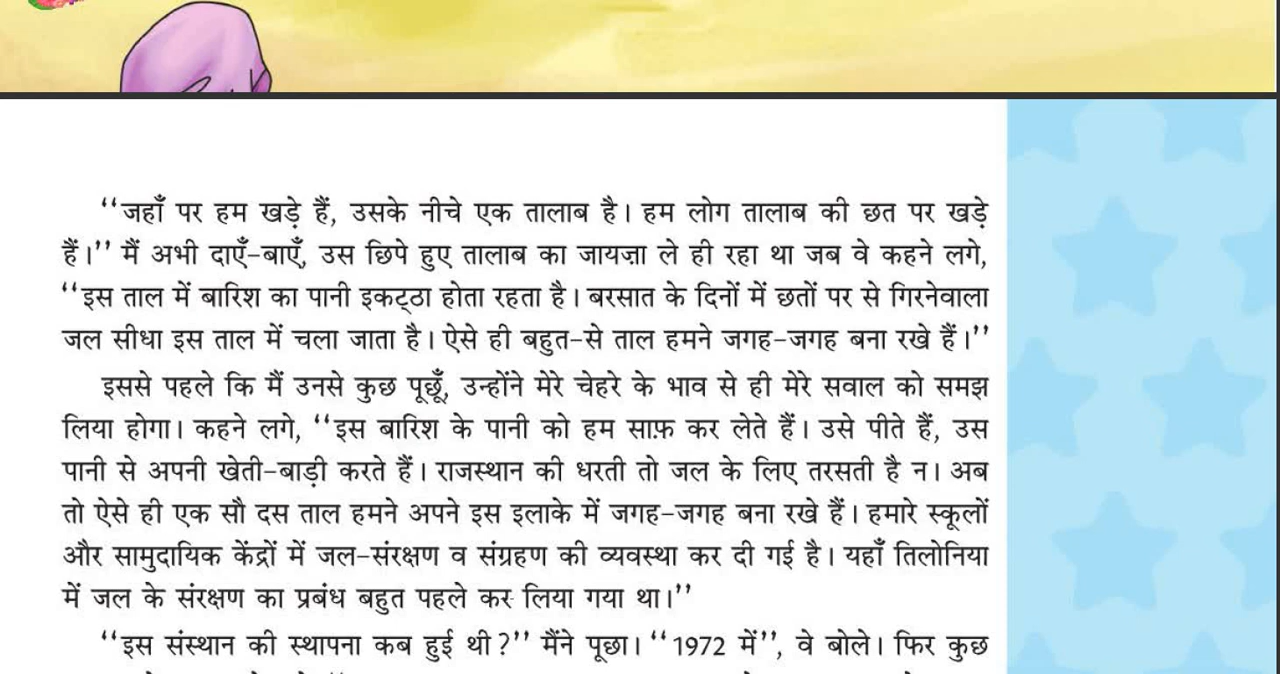 ‘‘जहाँ पर हम खड़े हैं, उसके नीचे एक तालाब है। हम लोग तालाब की छत पर खड़े
हैं।’’ मैं अभी दाएँ-बाएँ, उस छिपे हुए तालाब का जायज़ा ले ही रहा था जब वे कहने लगे,
‘‘इस ताल में बारिश का पानी इकट्ठा होता रहता है। बरसात के दिनों में छतों पर से गिरनेवाला
जल सीधा इस ताल में चला जाता है। ऐसे ही बहुत-से ताल हमने जगह-जगह बना रखे हैं।’’
इससे पहले कि मैं उनसे कुछ पूछूँ, उन्होंने मेरे चेहरे के भाव से ही मेरे सवाल को समझ
लिया होगा। कहने लगे, ‘‘इस बारिश के पानी को हम साफ़ कर लेते हैं। उसे पीते हैं, उस
पानी से अपनी खेती-बाड़ी करते हैं। राजस्थान की धरती तो जल के लिए तरसती है न। अब
तो ऐसे ही एक सौ दस ताल हमने अपने इस इलाके में जगह-जगह बना रखे हैं। हमारे स्कूलों
और सामुदायिक केंद्रों में जल-संरक्षण व संग्रहण की व्यवस्था कर दी गई है। यहाँ तिलोनिया
में जल के संरक्षण का प्रबंध बहुत पहले कर लिया गया था।’’
‘‘इस संस्थान की स्थापना कब हुई थी?’’ मैंने पूछा। ‘‘1972 में’’, वे बोले। फिर कुछ